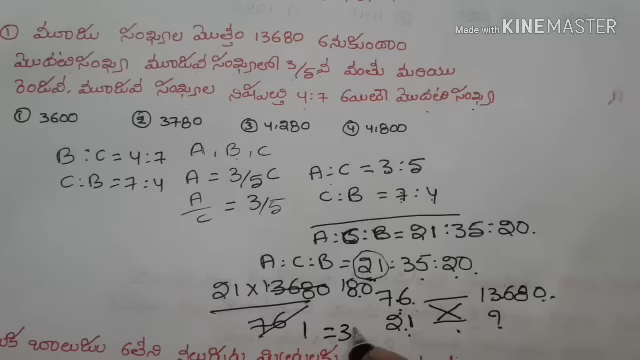 Made with KINEMASTER
① మూడు సంఖ్యల మొత్తం 13680 అనుకుందాం
మొదటి సంఖ్య మూడవ సంఖ్యలో 3/5వ వంతు మరియు
రెండవ, మూడవ సంఖ్యల నిష్పత్తి 4:7 అయితే మొదటి సంఖ్య
① 3600 ② 3780 ③ 4,280 ④ 4,800
B : C = 4 : 7 A, B, C
C : B = 7 : 4 A = 3/5 C A : C = 3 : 5
A/C = 3/5 C : B = 7 : 4
A : C : B = 21 : 35 : 20.
A : C : B = 21 : 35 : 20.
21 × 13680 180 76. 13680.
76 1 = 3 21 ?